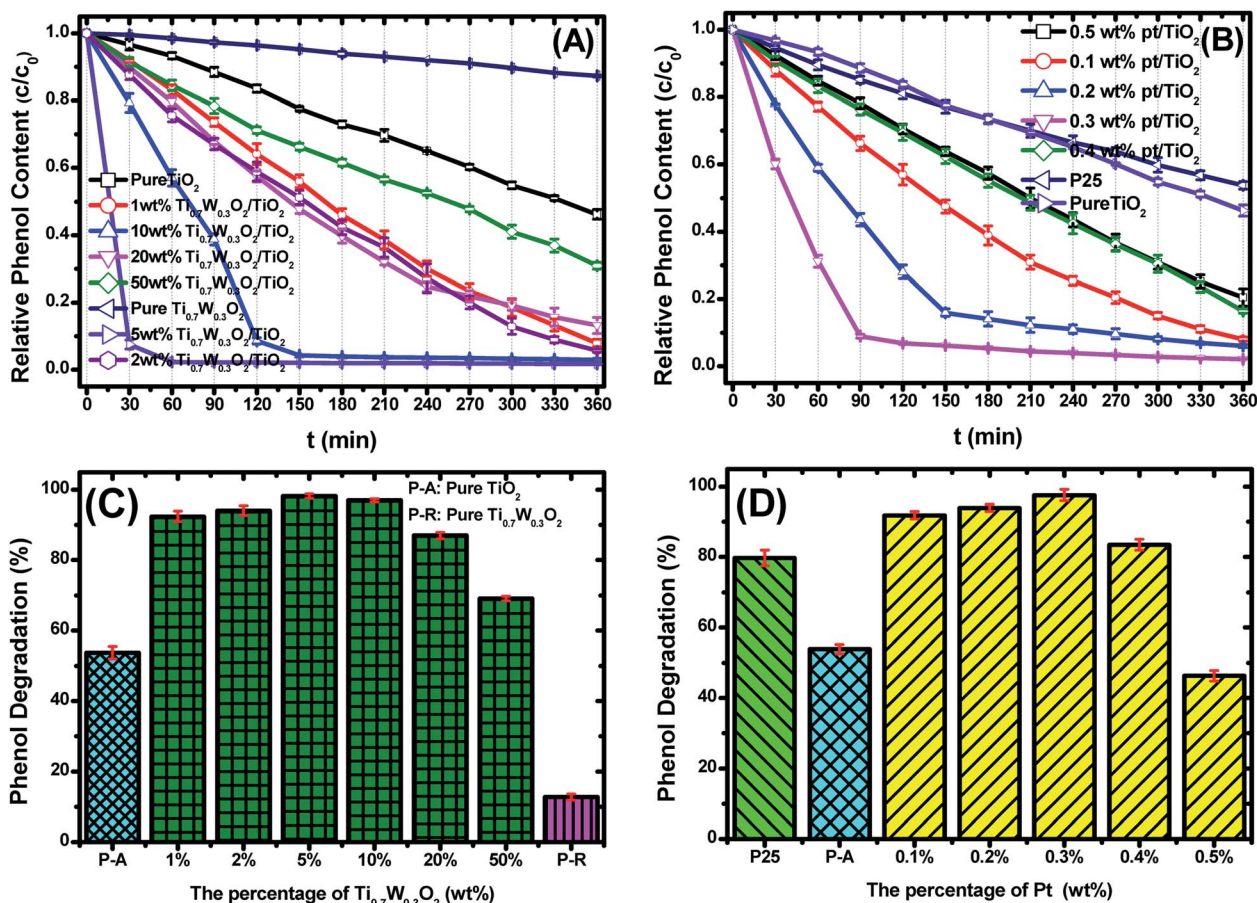 (A)
Relative Phenol Content (c/c₀)
1.0
0.8
0.6
0.4
0.2
0.0
PureTiO₂
1wt% Ti₀.₇W₀.₃O₂/TiO₂
10wt% Ti₀.₇W₀.₃O₂/TiO₂
20wt% Ti₀.₇W₀.₃O₂/TiO₂
50wt% Ti₀.₇W₀.₃O₂/TiO₂
Pure Ti₀.₇W₀.₃O₂
5wt% Ti₀.₇W₀.₃O₂/TiO₂
2wt% Ti₀.₇W₀.₃O₂/TiO₂
0 30 60 90 120 150 180 210 240 270 300 330 360
t (min)
(B)
Relative Phenol Content (c/c₀)
1.0
0.8
0.6
0.4
0.2
0.0
0.5 wt% pt/TiO₂
0.1 wt% pt/TiO₂
0.2 wt% pt/TiO₂
0.3 wt% pt/TiO₂
0.4 wt% pt/TiO₂
P25
PureTiO₂
0 30 60 90 120 150 180 210 240 270 300 330 360
t (min)
(C)
P-A: Pure TiO₂
P-R: Pure Ti₀.₇W₀.₃O₂
Phenol Degradation (%)
100
80
60
40
20
0
P-A 1% 2% 5% 10% 20% 50% P-R
The percentage of Ti₀.₇W₀.₃O₂ (wt%)
(D)
Phenol Degradation (%)
100
80
60
40
20
0
P25 P-A 0.1% 0.2% 0.3% 0.4% 0.5%
The percentage of Pt (wt%)